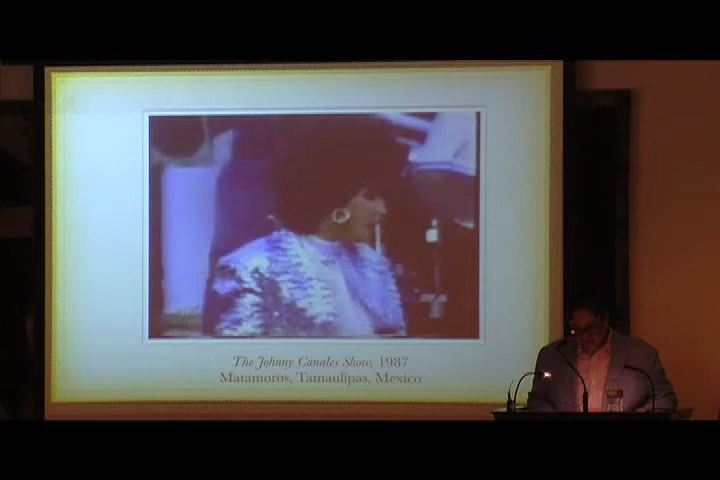 The Johnny Canales Show, 1987
Matamoros, Tamaulipas, Mexico